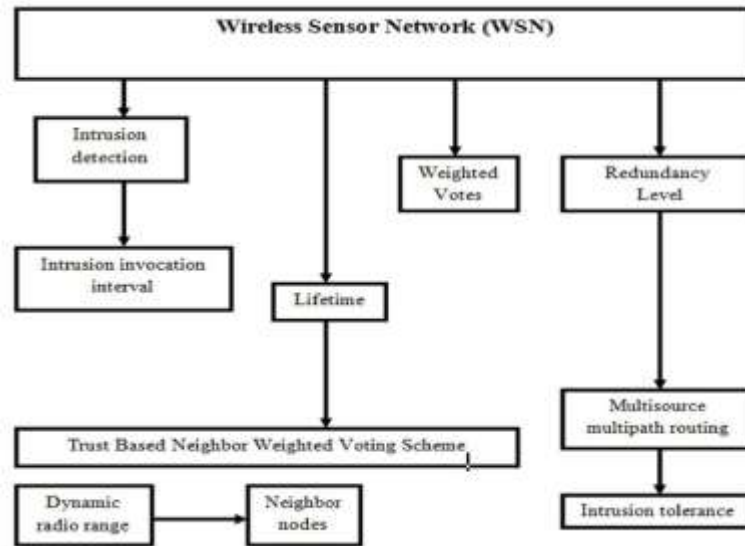 Wireless Sensor Network (WSN)
Intrusion
detection
Weighted
Votes
Redundancy
Level
Intrusion invocation
interval
Lifetime
Multisource
multipath routing
Trust Based Neighbor Weighted Voting Scheme
Dynamic
radio range
Neighbor
nodes
Intrusion tolerance